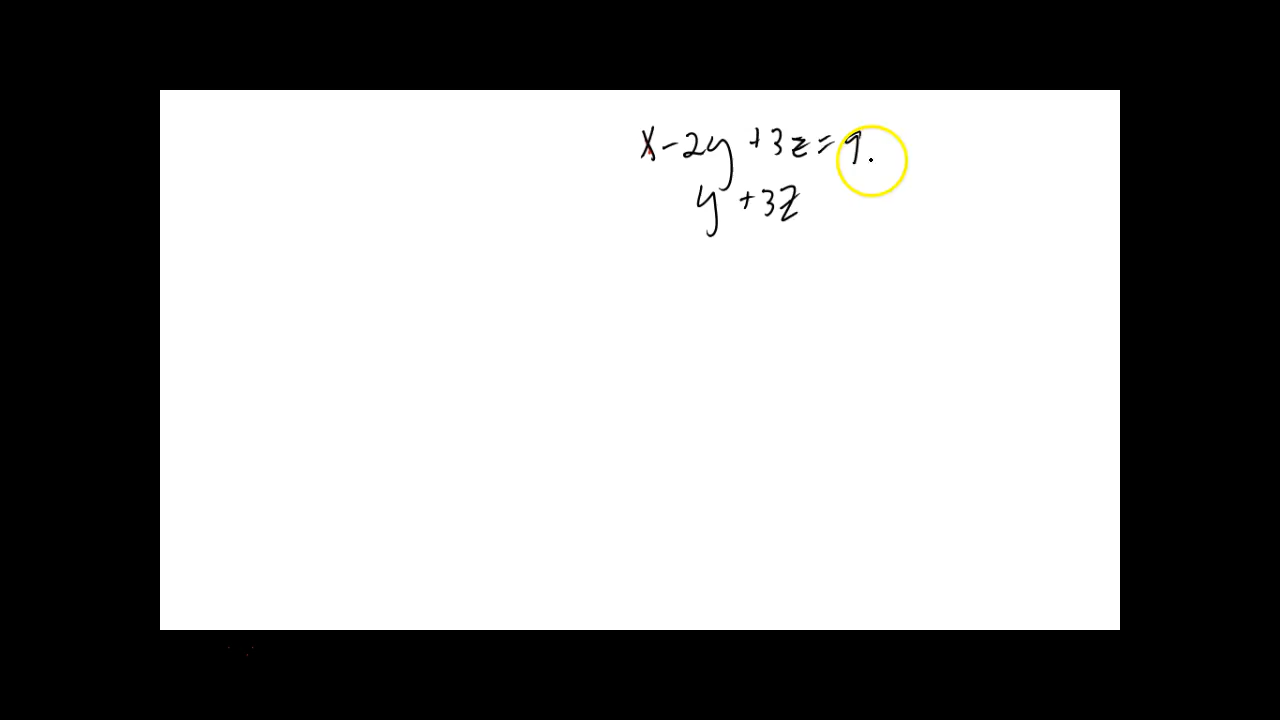 x - 2y + 3z = 9
y + 3z